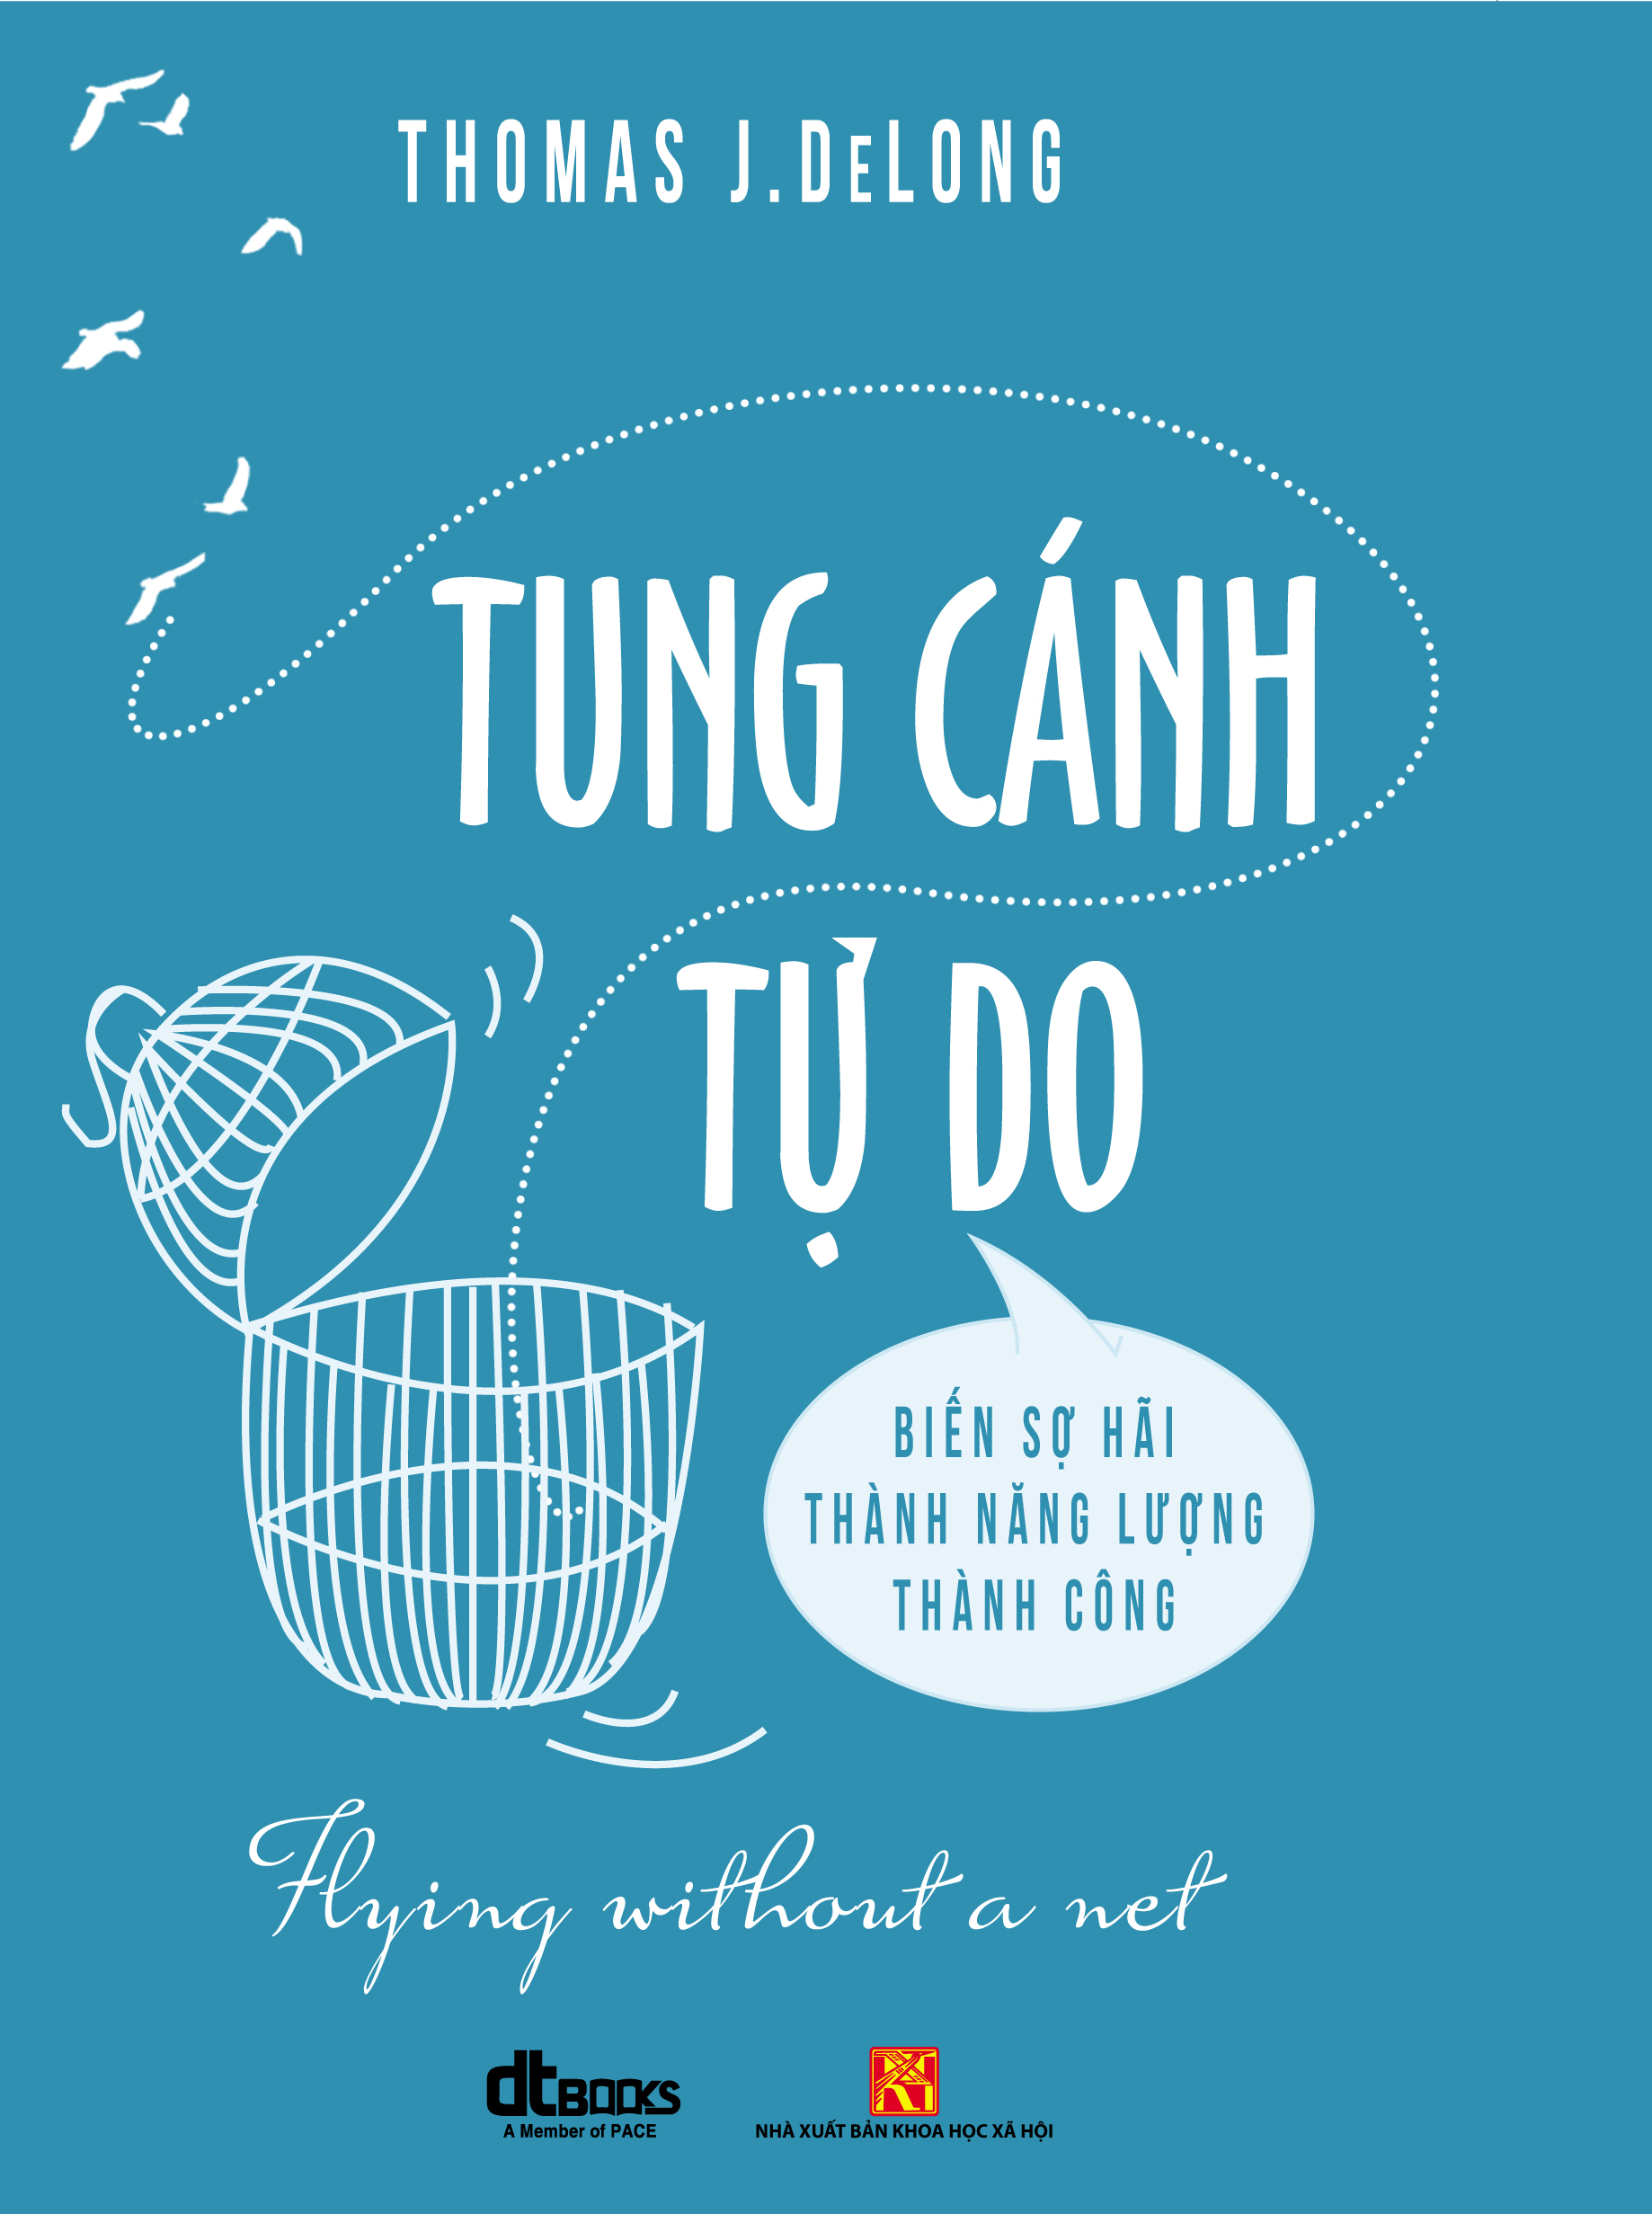 THOMAS J.DeLONG
TUNG CÁNH
TỰ DO
BIẾN SỢ HÃI
THÀNH NĂNG LƯỢNG
THÀNH CÔNG
Flying without a net
dtBOOKS
A Member of PACE
NHÀ XUẤT BẢN KHOA HỌC XÃ HỘI